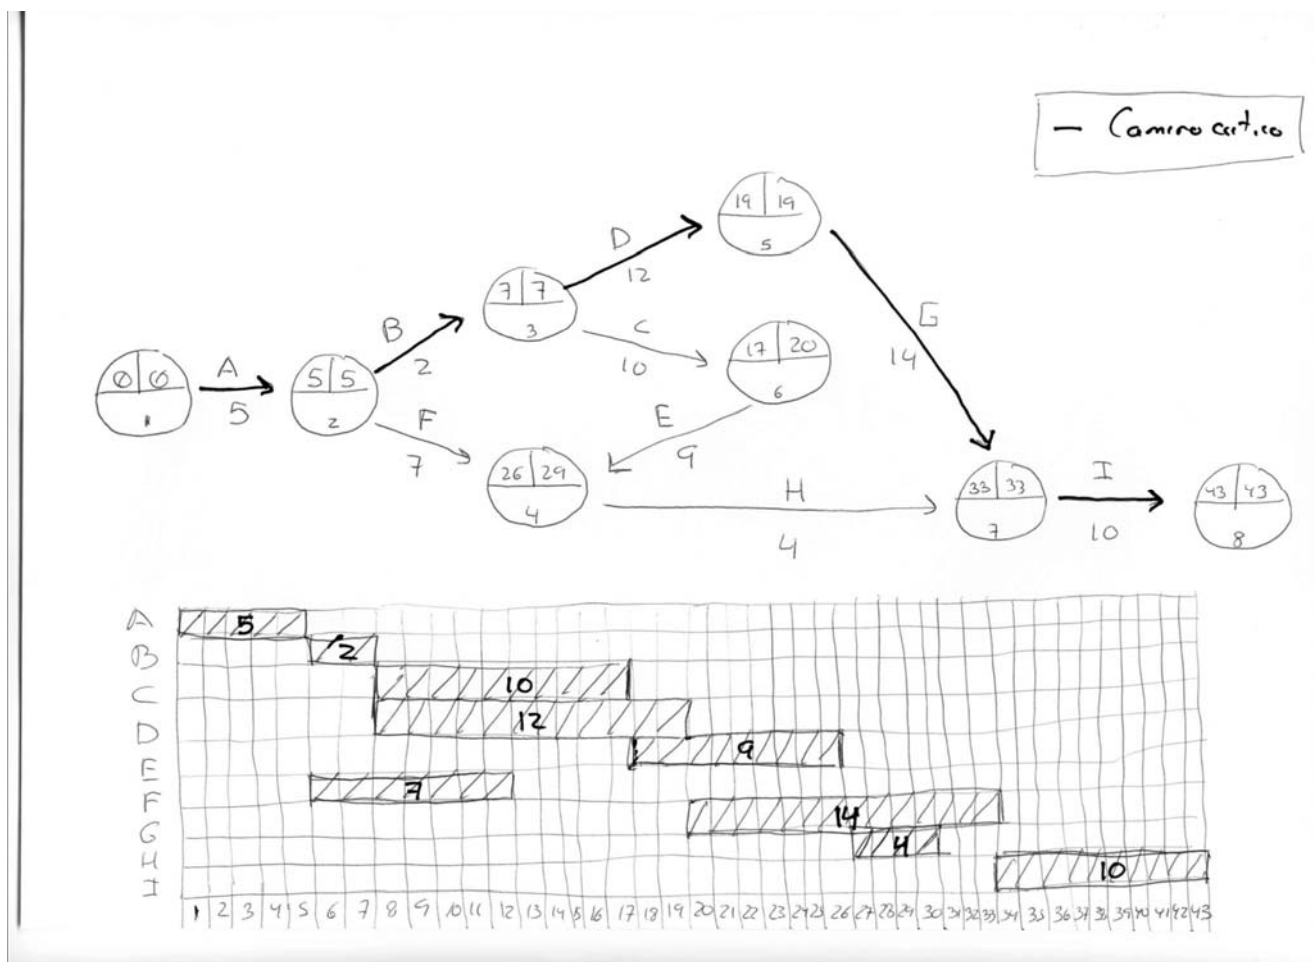 — Camino crítico
19 19
D
5
12
7 7
3
G
B
C
14
17 20
0 0
A
2
10
6
5 5
1
5
2
F
E
7
9
26 29
H
I
33 33
43 43
4
7
8
4
10
A 5
B 2
C 10
D 12
E 9
F 7
G 14
H 4
I 10
1 2 3 4 5 6 7 8 9 10 11 12 13 14 15 16 17 18 19 20 21 22 23 24 25 26 27 28 29 30 31 32 33 34 35 36 37 38 39 40 41 42 43